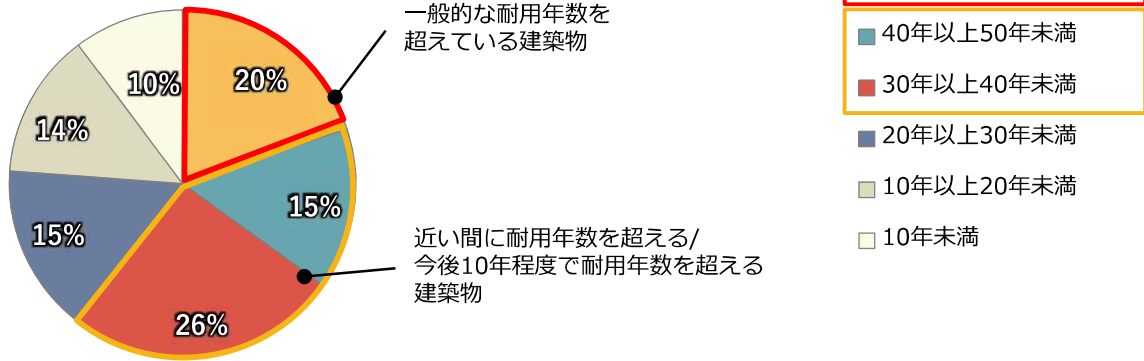 一般的な耐用年数を
超えている建築物
10%
20%
14%
15%
15%
26%
近い間に耐用年数を超える/
今後10年程度で耐用年数を超える
建築物
40年以上50年未満
30年以上40年未満
20年以上30年未満
10年以上20年未満
10年未満